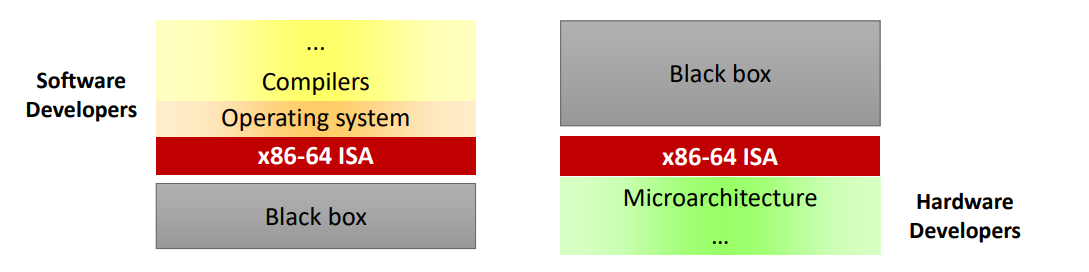 Software
Developers
...
Compilers
Operating system
x86-64 ISA
Black box
Black box
x86-64 ISA
Microarchitecture
...
Hardware
Developers